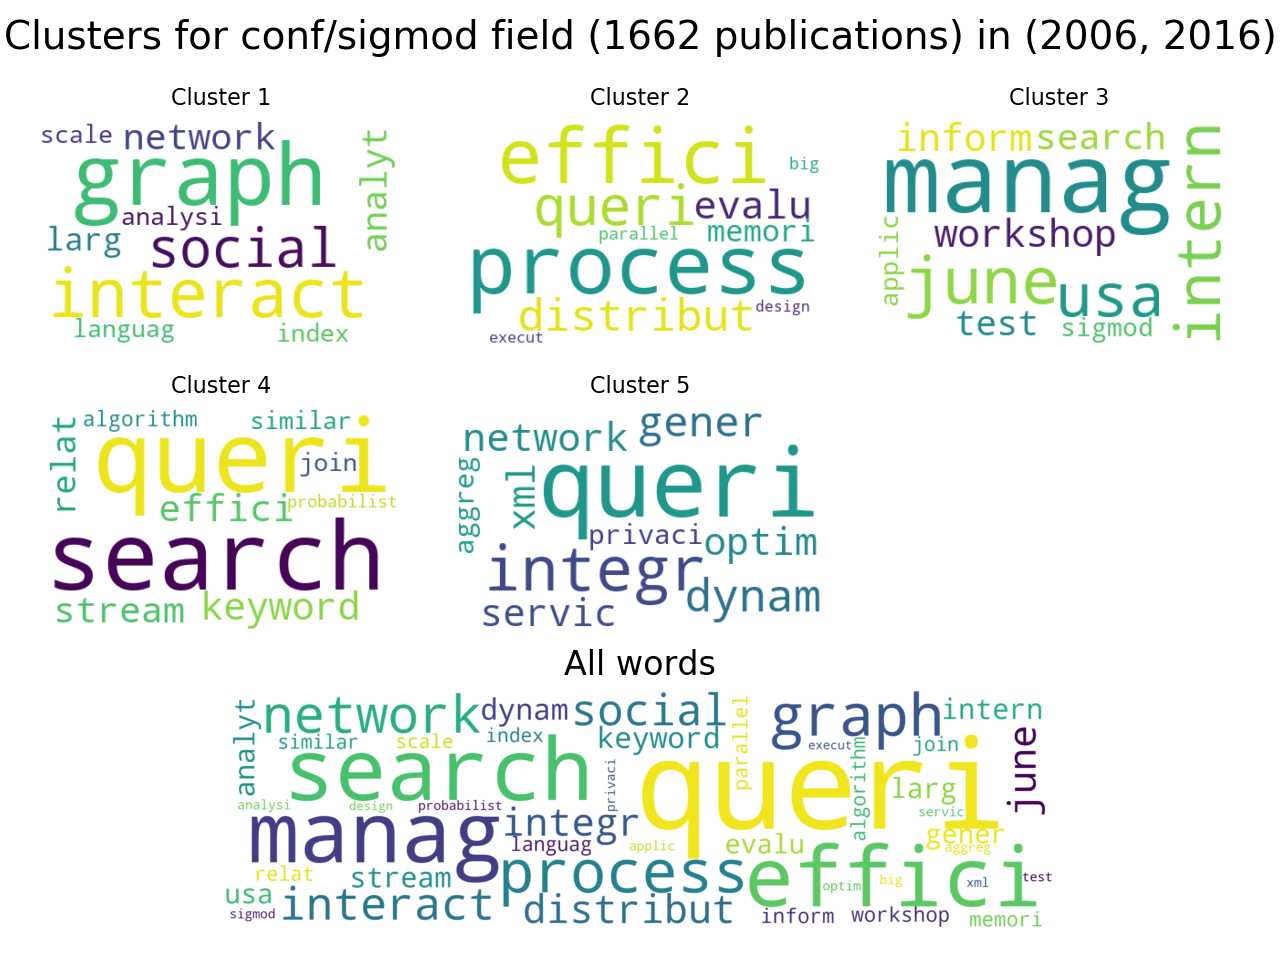 Clusters for conf/sigmod field (1662 publications) in (2006, 2016)
Cluster 1
scale network
graph
analyt
analysi
larg social
interact
languag index
Cluster 2
effici
big
queri evalu
parallel memori
process
distribut design
execut
Cluster 3
inform search
manag
intern
workshop
applic
june usa
test sigmod
Cluster 4
algorithm similar
relat
queri
join
effici probabilist
search
stream keyword
Cluster 5
network gener
aggreg
xml
queri
privaci optim
integr
servic dynam
All words
analyt
network dynam social parallel graph intern
similar scale index keyword execut join june
search privaci queri algorithm larg
analysi design probabilist servic
manag integr gener
languag applic evalu aggreg
relat stream process effici
optim big xml test
usa
sigmod interact distribut inform workshop memori